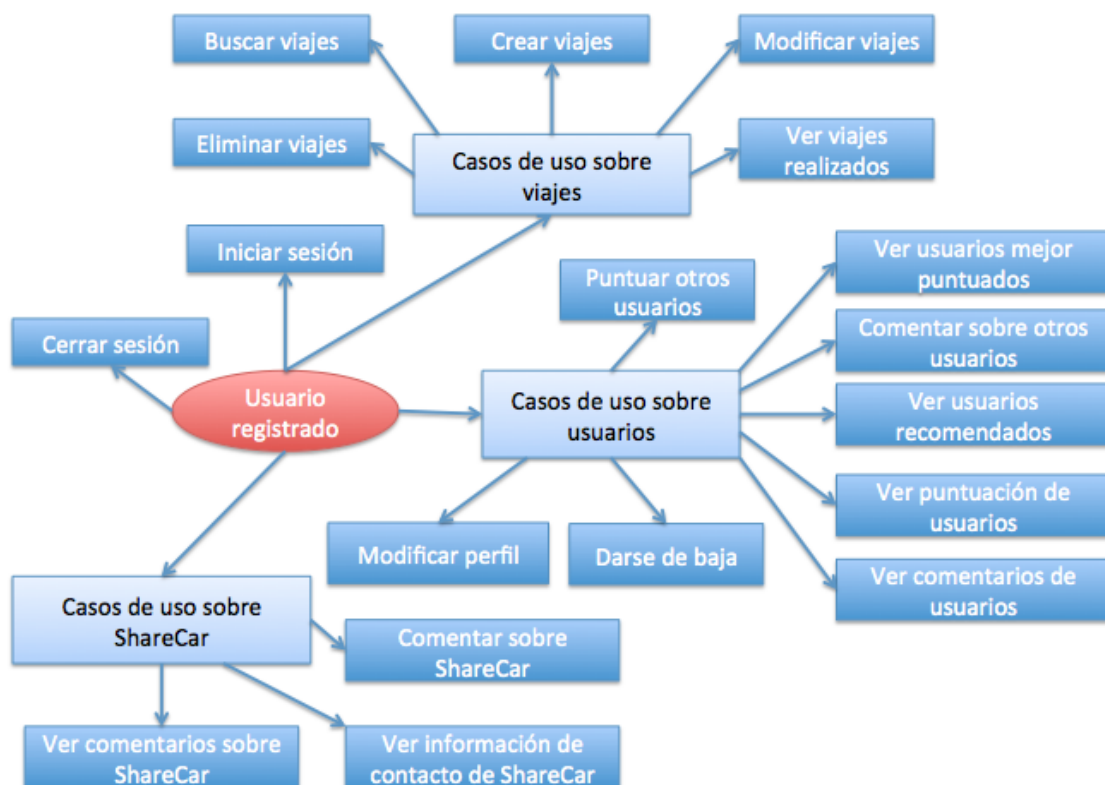 Buscar viajes
Crear viajes
Modificar viajes
Eliminar viajes
Casos de uso sobre
viajes
Ver viajes
realizados
Iniciar sesión
Cerrar sesión
Puntuar otros
usuarios
Ver usuarios mejor
puntuados
Comentar sobre otros
usuarios
Usuario
registrado
Casos de uso sobre
usuarios
Ver usuarios
recomendados
Ver puntuación de
usuarios
Modificar perfil
Darse de baja
Ver comentarios de
usuarios
Casos de uso sobre
ShareCar
Comentar sobre
ShareCar
Ver comentarios sobre
ShareCar
Ver información de
contacto de ShareCar